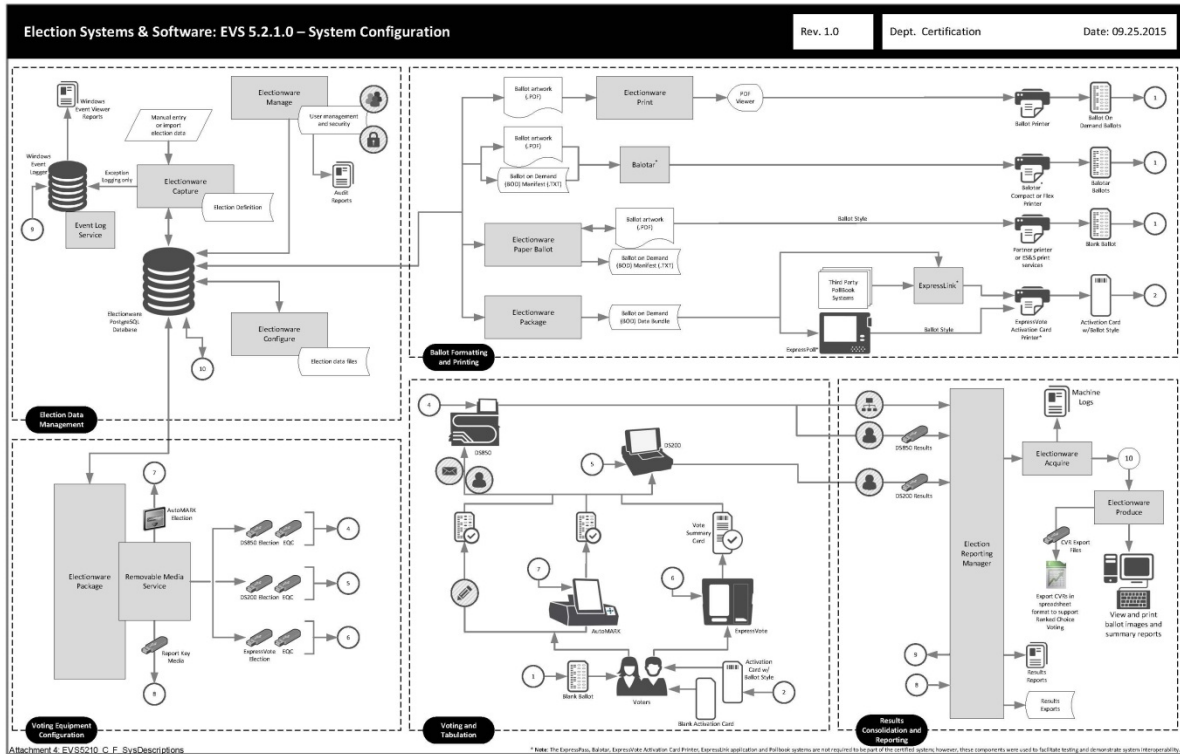 Election Systems & Software: EVS 5.2.1.0 – System Configuration
Rev. 1.0
Dept. Certification
Date: 09.25.2015
Windows
Event Viewer
Reports
Manual entry
or import
election data
Electionware
Manage
User management
and security
Windows
Event
Logger
Exception
Logging only
Electionware
Capture
Election Definition
Audit
Reports
9
Event Log
Service
Electionware
PostgreSQL
Database
10
Electionware
Configure
Election data files
Election Data
Management
Ballot artwork
(.PDF)
Electionware
Print
PDF
Viewer
Ballot Printer
Ballot On
Demand Ballots
1
Ballot artwork
(.PDF)
Ballot on Demand
(BOD) Manifest (.TXT)
Balotar*
Balotar
Compact or Flex
Printer
Balotar
Ballots
1
Electionware
Paper Ballot
Ballot artwork
(.PDF)
Ballot on Demand
(BOD) Manifest (.TXT)
Ballot Style
Partner printer
or ES&S print
services
Blank Ballot
1
Electionware
Package
Ballot on Demand
(BOD) Data Bundle
Third Party
PollBook
Systems
ExpressLink*
ExpressPoll*
Ballot Style
ExpressVote
Activation Card
Printer*
Activation Card
w/Ballot Style
2
Ballot Formatting
and Printing
7
AutoMARK
Election
Electionware
Package
Removable Media
Service
DS850 Election
EQC
4
DS200 Election
EQC
5
ExpressVote
Election
EQC
6
Report Key
Media
8
Voting Equipment
Configuration
4
DS850
5
DS200
Vote
Summary
Card
7
AutoMARK
6
ExpressVote
1
Blank Ballot
Voters
Activation
Card w/
Ballot Style
2
Blank Activation Card
Voting and
Tabulation
DS850 Results
DS200 Results
Election
Reporting
Manager
Machine
Logs
Electionware
Acquire
10
Electionware
Produce
CVR Export
Files
Export CVRs in
spreadsheet
format to support
Ranked Choice
Voting
View and print
ballot images and
summary reports
9
8
Results
Reports
Results
Exports
Results
Consolidation and
Reporting
Attachment 4: EVS5210_C_F_SysDescriptions
* Note: The ExpressPass, Balotar, ExpressVote Activation Card Printer, ExpressLink application and Pollbook systems are not required to be part of the certified system; however, these components were used to facilitate testing and demonstrate system interoperability.